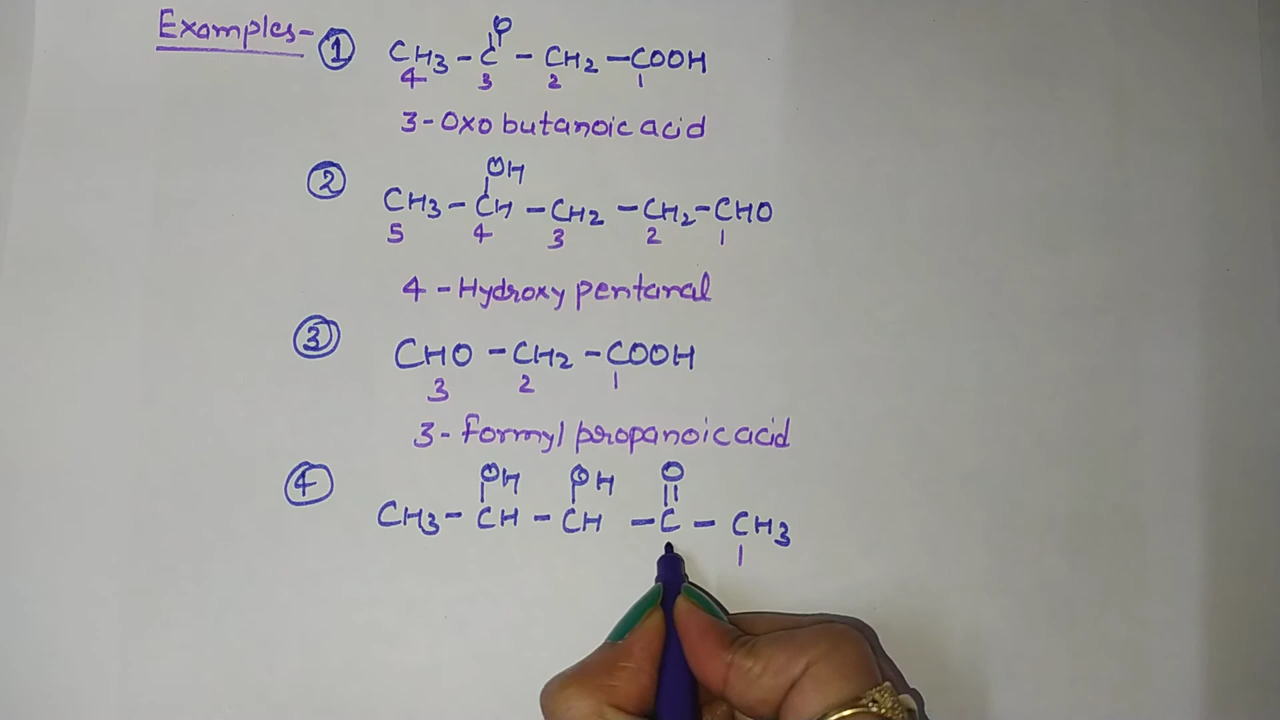 Examples- ① CH3 - C - CH2 - COOH
O
4 3 2 1
3-Oxo butanoic acid
② OH
CH3 - CH - CH2 - CH2 - CHO
5 4 3 2 1
4 - Hydroxy pentanal
③ CHO - CH2 - COOH
3 2 1
3- formyl propanoic acid
④ OH OH O
CH3 - CH - CH - C - CH3
1